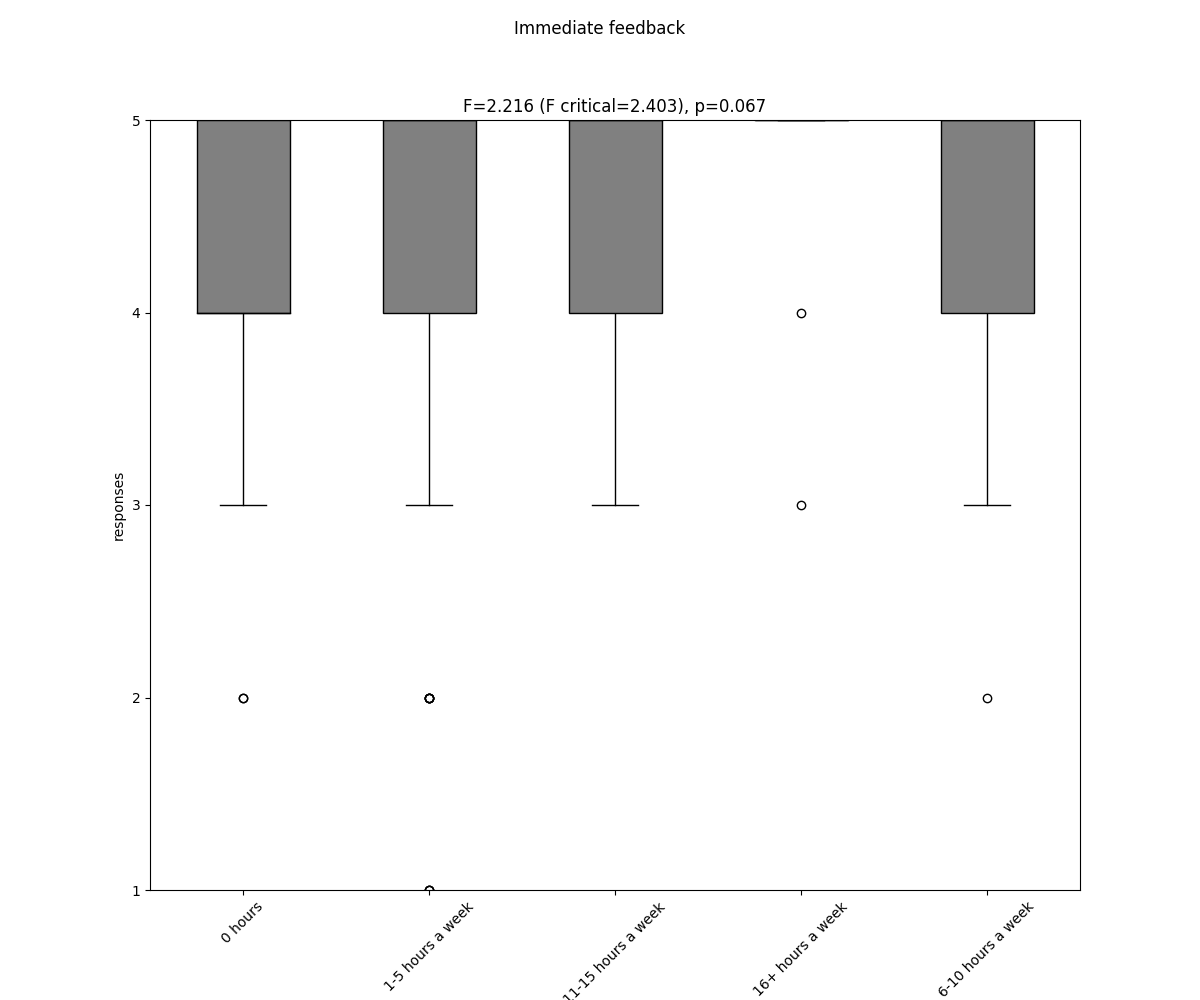 Immediate feedback
F=2.216 (F critical=2.403), p=0.067
5
4
3
2
1
responses
0 hours
1-5 hours a week
11-15 hours a week
16+ hours a week
6-10 hours a week